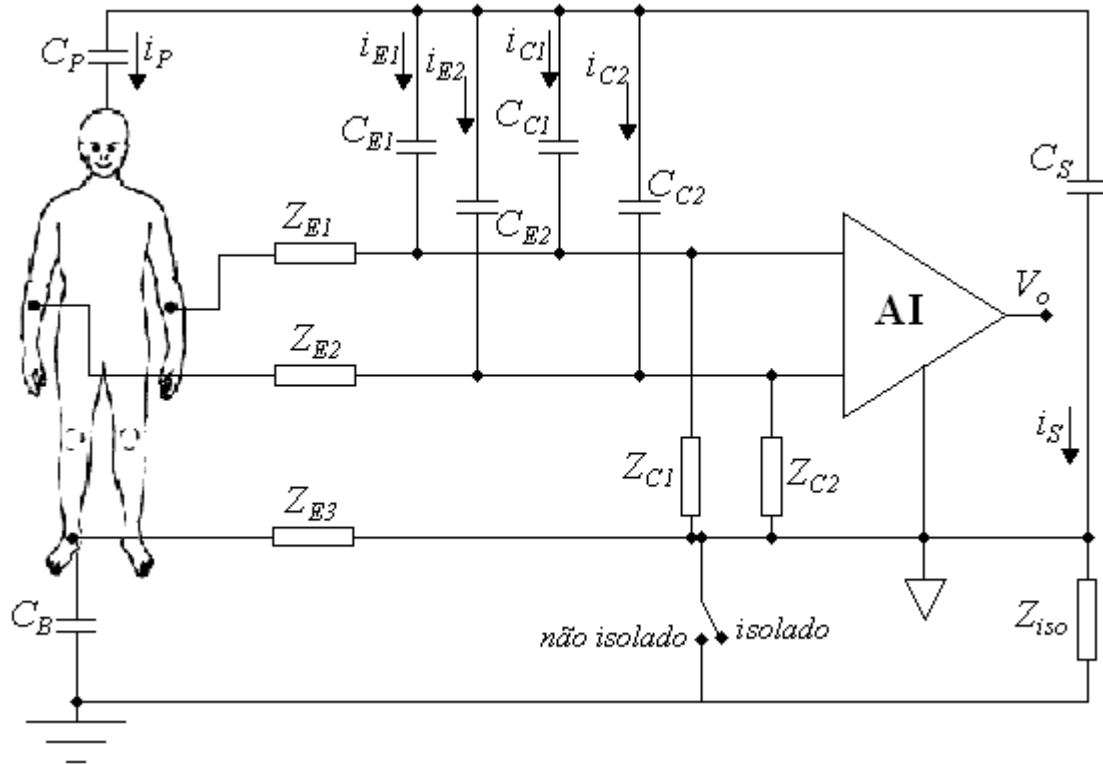 C_P
i_P
i_E1
i_E2
i_C1
i_C2
C_E1
C_C1
C_E2
C_C2
C_S
Z_E1
Z_E2
AI
V_o
Z_C1
Z_C2
i_S
Z_E3
C_B
não isolado
isolado
Z_iso